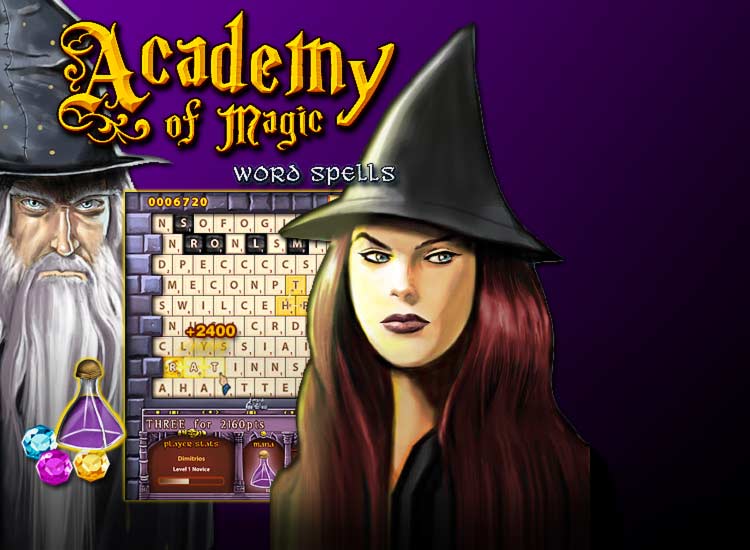 Academy
of Magic
WORD SPELLS
0006720
N S O F O G I
N R O N L S M
D P E C C C S
M E C O N P T
S W I L C E H
+2400
R A T I N N S
A H A A T T E
THREE for 2160pts
PLAYER STATS
MANA
Dimitrios
Level 1 Novice